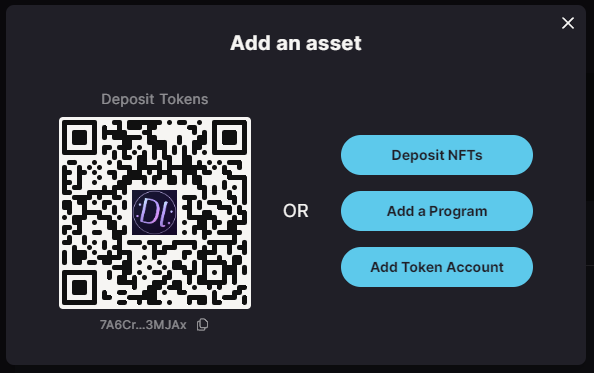 Add an asset
Deposit Tokens
DL
7A6Cr...3MJAx
OR
Deposit NFTs
Add a Program
Add Token Account